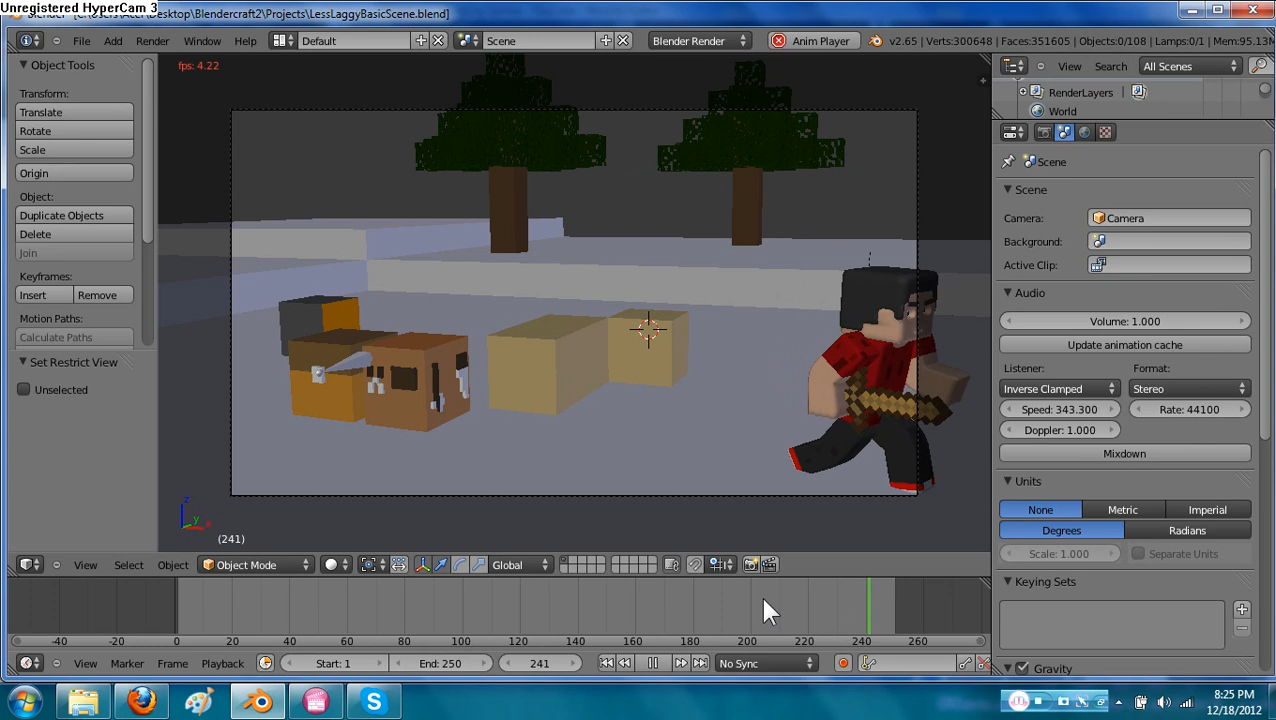 Unregistered HyperCam 3
Desktop\Blendercraft2\Projects\LessLaggyBasicScene.blend]
File Add Render Window Help Default Scene Blender Render Anim Player v2.65 | Verts:300648 | Faces:351605 | Objects:0/108 | Lamps:0/1 | Mem:95.13M
Object Tools
Transform:
Translate
Rotate
Scale
Origin
Object:
Duplicate Objects
Delete
Join
Keyframes:
Insert Remove
Motion Paths:
Calculate Paths
Set Restrict View
Unselected
fps: 4.22
z
y
x
(241)
View Search All Scenes
RenderLayers
World
Scene
Scene
Camera: Camera
Background:
Active Clip:
Audio
Volume: 1.000
Update animation cache
Listener: Format:
Inverse Clamped Stereo
Speed: 343.300 Rate: 44100
Doppler: 1.000
Mixdown
Units
None Metric Imperial
Degrees Radians
Scale: 1.000 Separate Units
Keying Sets
Gravity
View Select Object Object Mode Global
-40 -20 0 20 40 60 80 100 120 140 160 180 200 220 240 260
View Marker Frame Playback Start: 1 End: 250 241 No Sync
8:25 PM
12/18/2012